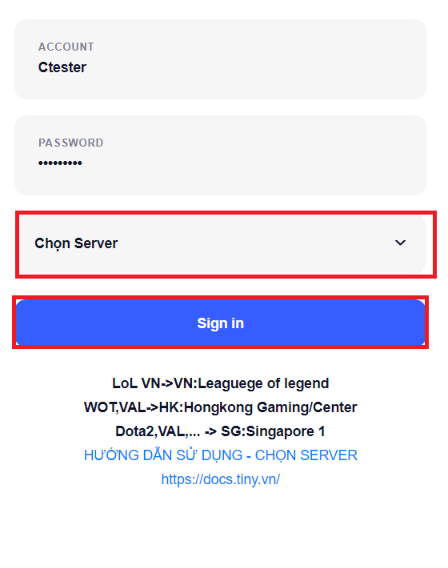 ACCOUNT
Ctester
PASSWORD
•••••••••
Chọn Server
Sign in
LoL VN->VN:Leaguege of legend
WOT,VAL->HK:Hongkong Gaming/Center
Dota2,VAL,... -> SG:Singapore 1
HƯỚNG DẪN SỬ DỤNG - CHỌN SERVER
https://docs.tiny.vn/